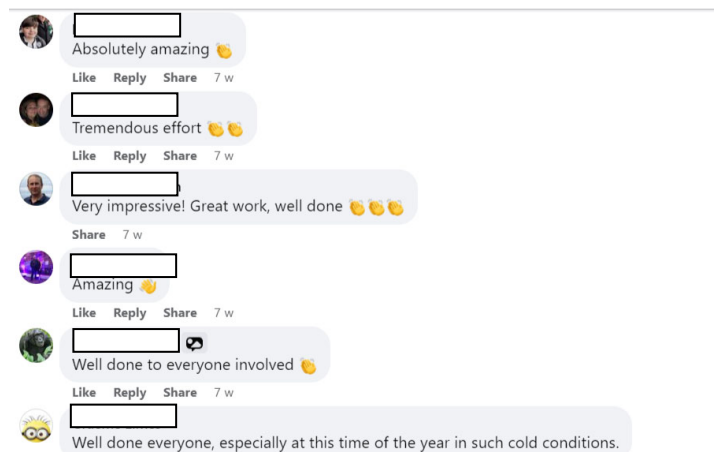 Absolutely amazing 👏
Like Reply Share 7 w
Tremendous effort 👏👏
Like Reply Share 7 w
Very impressive! Great work, well done 👏👏👏
Share 7 w
Amazing 👋
Like Reply Share 7 w
Well done to everyone involved 👏
Like Reply Share 7 w
Well done everyone, especially at this time of the year in such cold conditions.